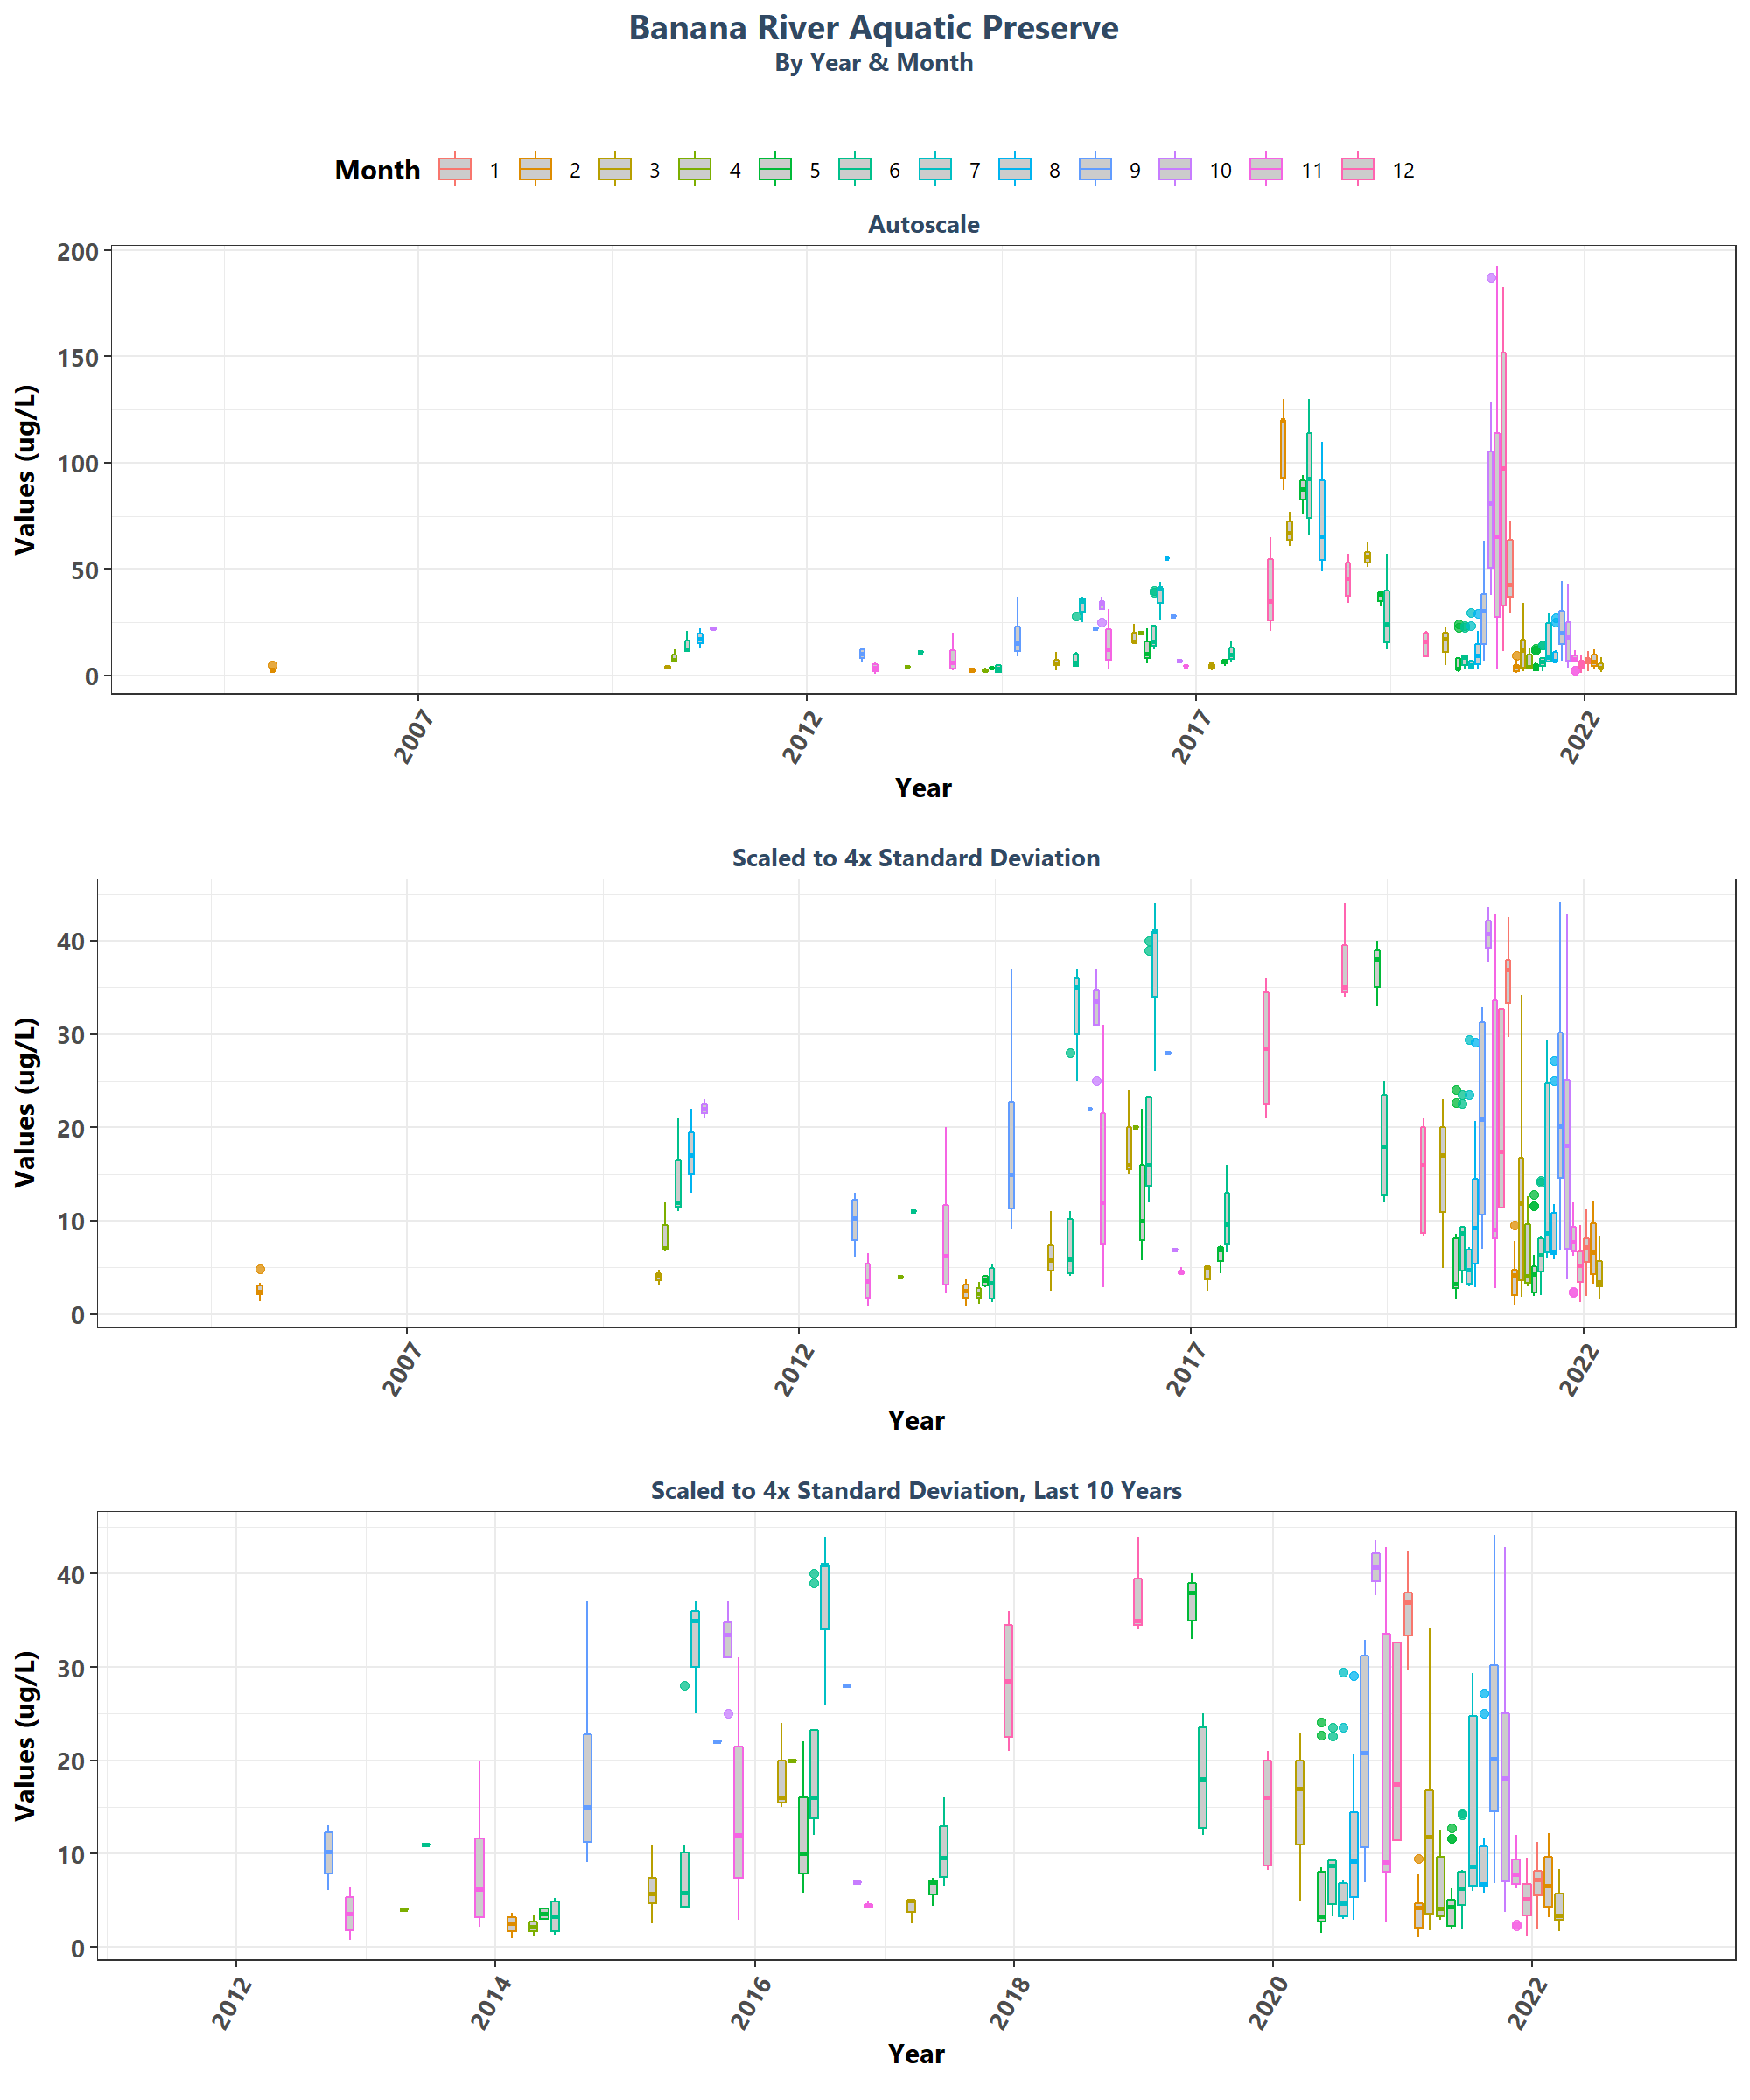 Banana River Aquatic Preserve
By Year & Month
Month 1 2 3 4 5 6 7 8 9 10 11 12
Autoscale
Values (ug/L)
200
150
100
50
0
2007 2012 2017 2022
Year
Scaled to 4x Standard Deviation
Values (ug/L)
40
30
20
10
0
2007 2012 2017 2022
Year
Scaled to 4x Standard Deviation, Last 10 Years
Values (ug/L)
40
30
20
10
0
2012 2014 2016 2018 2020 2022
Year